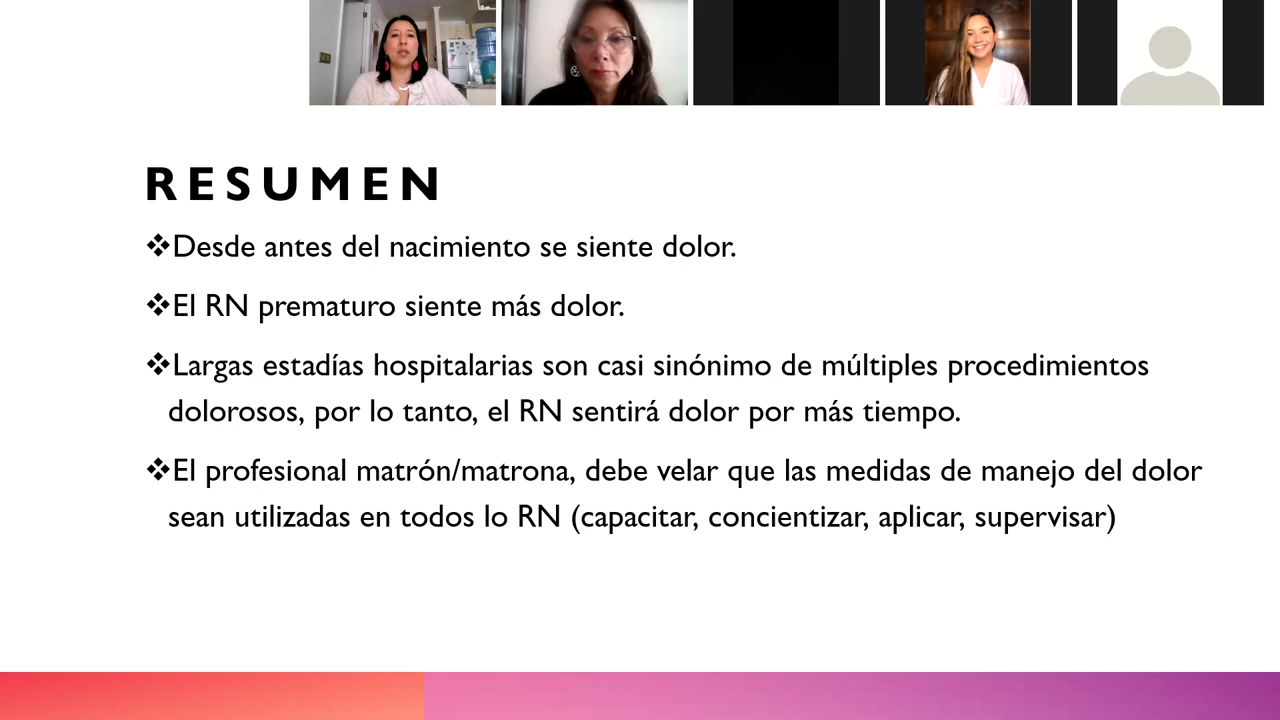 RESUMEN
❖Desde antes del nacimiento se siente dolor.
❖El RN prematuro siente más dolor.
❖Largas estadías hospitalarias son casi sinónimo de múltiples procedimientos
dolorosos, por lo tanto, el RN sentirá dolor por más tiempo.
❖El profesional matrón/matrona, debe velar que las medidas de manejo del dolor
sean utilizadas en todos lo RN (capacitar, concientizar, aplicar, supervisar)